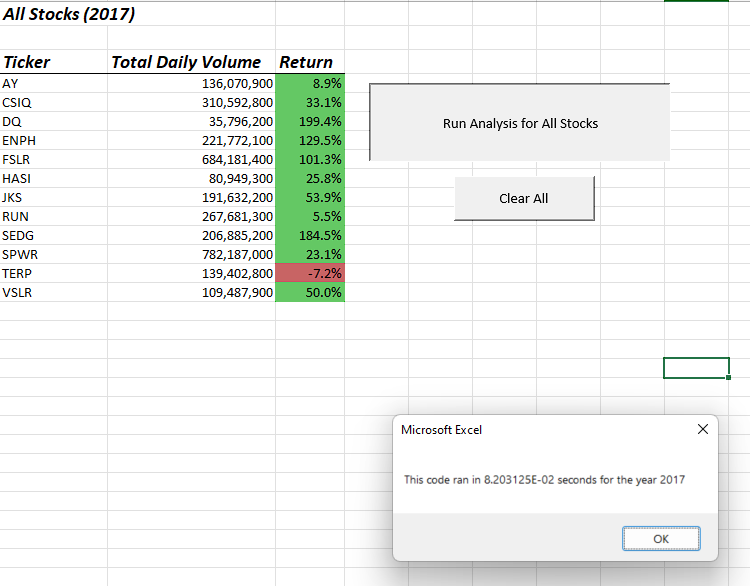 All Stocks (2017)
Ticker Total Daily Volume Return
AY 136,070,900 8.9%
CSIQ 310,592,800 33.1%
DQ 35,796,200 199.4%
ENPH 221,772,100 129.5%
FSLR 684,181,400 101.3%
HASI 80,949,300 25.8%
JKS 191,632,200 53.9%
RUN 267,681,300 5.5%
SEDG 206,885,200 184.5%
SPWR 782,187,000 23.1%
TERP 139,402,800 -7.2%
VSLR 109,487,900 50.0%
Run Analysis for All Stocks
Clear All
Microsoft Excel
This code ran in 8.203125E-02 seconds for the year 2017
OK